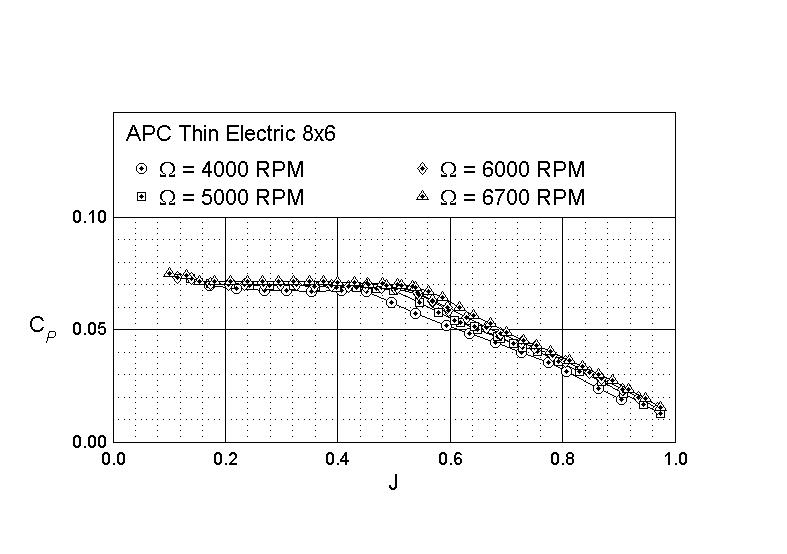 APC Thin Electric 8x6
Ω = 4000 RPM
Ω = 6000 RPM
Ω = 5000 RPM
Ω = 6700 RPM
0.10
0.05
0.00
C_P
0.0 0.2 0.4 0.6 0.8 1.0
J